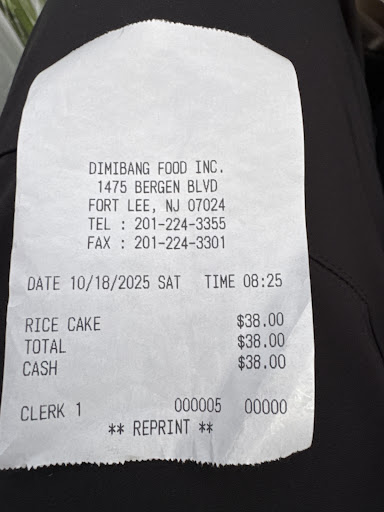 DIMIBANG FOOD INC.
1475 BERGEN BLVD
FORT LEE, NJ 07024
TEL : 201-224-3355
FAX : 201-224-3301
DATE 10/18/2025 SAT TIME 08:25
RICE CAKE $38.00
TOTAL $38.00
CASH $38.00
CLERK 1 000005 00000
** REPRINT **